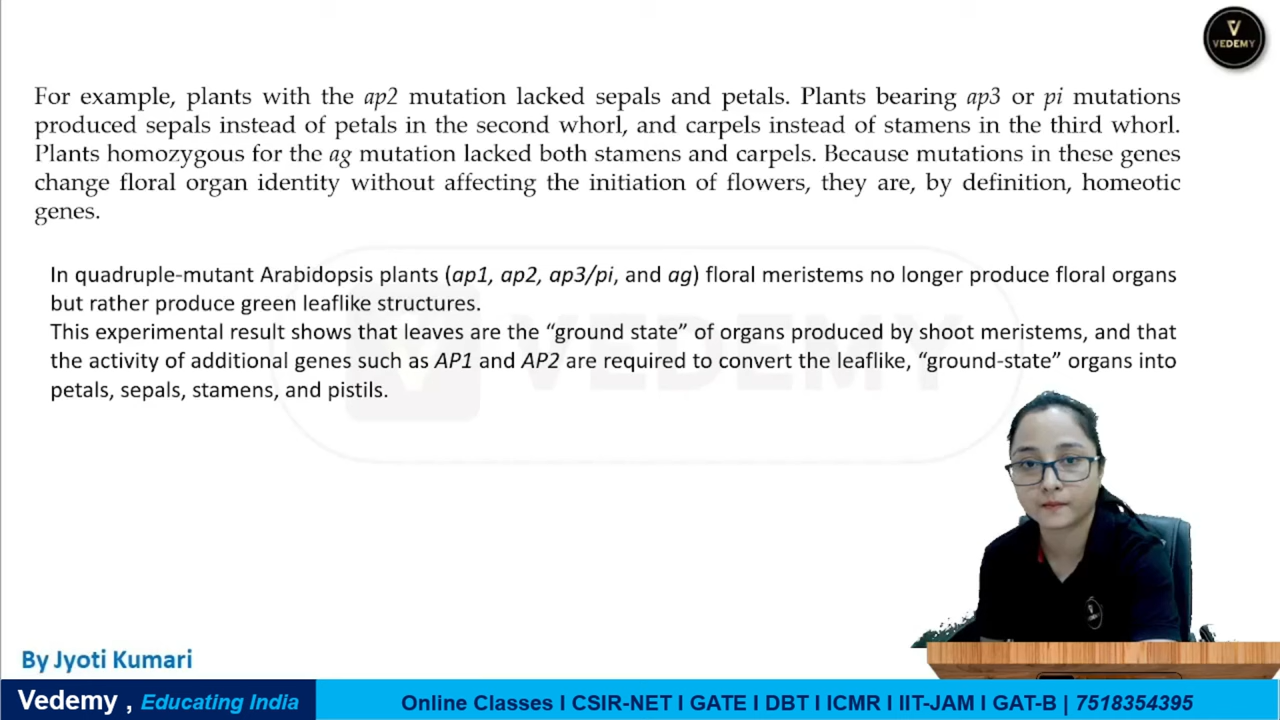 VEDEMY
For example, plants with the ap2 mutation lacked sepals and petals. Plants bearing ap3 or pi mutations
produced sepals instead of petals in the second whorl, and carpels instead of stamens in the third whorl.
Plants homozygous for the ag mutation lacked both stamens and carpels. Because mutations in these genes
change floral organ identity without affecting the initiation of flowers, they are, by definition, homeotic
genes.
In quadruple-mutant Arabidopsis plants (ap1, ap2, ap3/pi, and ag) floral meristems no longer produce floral organs
but rather produce green leaflike structures.
This experimental result shows that leaves are the “ground state” of organs produced by shoot meristems, and that
the activity of additional genes such as AP1 and AP2 are required to convert the leaflike, “ground-state” organs into
petals, sepals, stamens, and pistils.
VEDEMY
By Jyoti Kumari
Vedemy , Educating India
Online Classes I CSIR-NET I GATE I DBT I ICMR I IIT-JAM I GAT-B | 7518354395